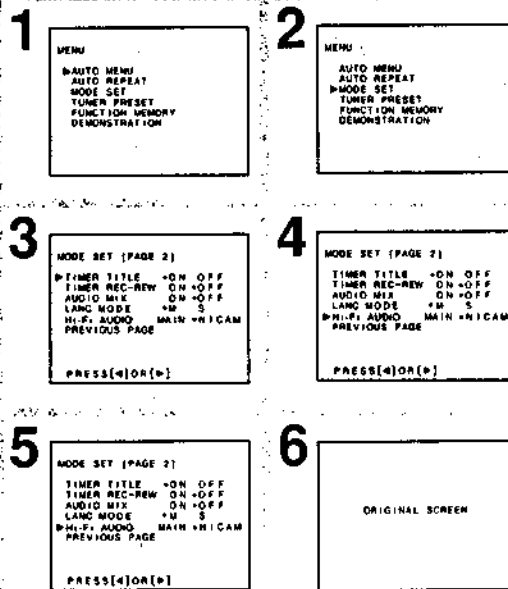 1
MENU
▶AUTO MENU
AUTO REPEAT
MODE SET
TUNER PRESET
FUNCTION MEMORY
DEMONSTRATION
2
MENU
AUTO MENU
AUTO REPEAT
▶MODE SET
TUNER PRESET
FUNCTION MEMORY
DEMONSTRATION
3
MODE SET (PAGE 2)
▶TIMER TITLE •ON OFF
TIMER REC-REW ON •OFF
AUDIO MIX ON •OFF
LANG MODE •M S
Hi-Fi AUDIO MAIN •NICAM
PREVIOUS PAGE
PRESS[◀]OR[▶]
4
MODE SET (PAGE 2)
TIMER TITLE •ON OFF
TIMER REC-REW ON •OFF
AUDIO MIX ON •OFF
LANG MODE •M S
▶Hi-Fi AUDIO MAIN •NICAM
PREVIOUS PAGE
PRESS[◀]OR[▶]
5
MODE SET (PAGE 2)
TIMER TITLE •ON OFF
TIMER REC-REW ON •OFF
AUDIO MIX ON •OFF
LANG MODE •M S
▶Hi-Fi AUDIO MAIN •NICAM
PREVIOUS PAGE
PRESS[◀]OR[▶]
6
ORIGINAL SCREEN